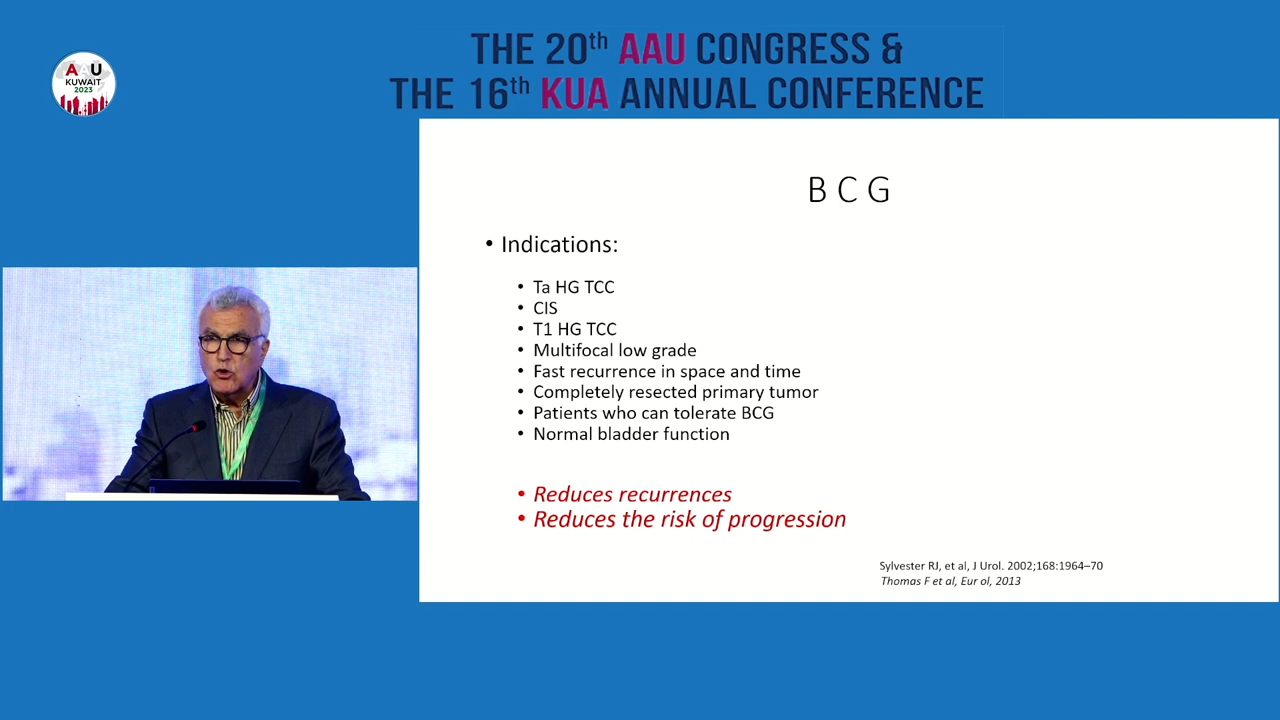 AAU
KUWAIT
2023
THE 20th AAU CONGRESS &
THE 16th KUA ANNUAL CONFERENCE
B C G
• Indications:
• Ta HG TCC
• CIS
• T1 HG TCC
• Multifocal low grade
• Fast recurrence in space and time
• Completely resected primary tumor
• Patients who can tolerate BCG
• Normal bladder function
• Reduces recurrences
• Reduces the risk of progression
Sylvester RJ, et al, J Urol. 2002;168:1964–70
Thomas F et al, Eur ol, 2013